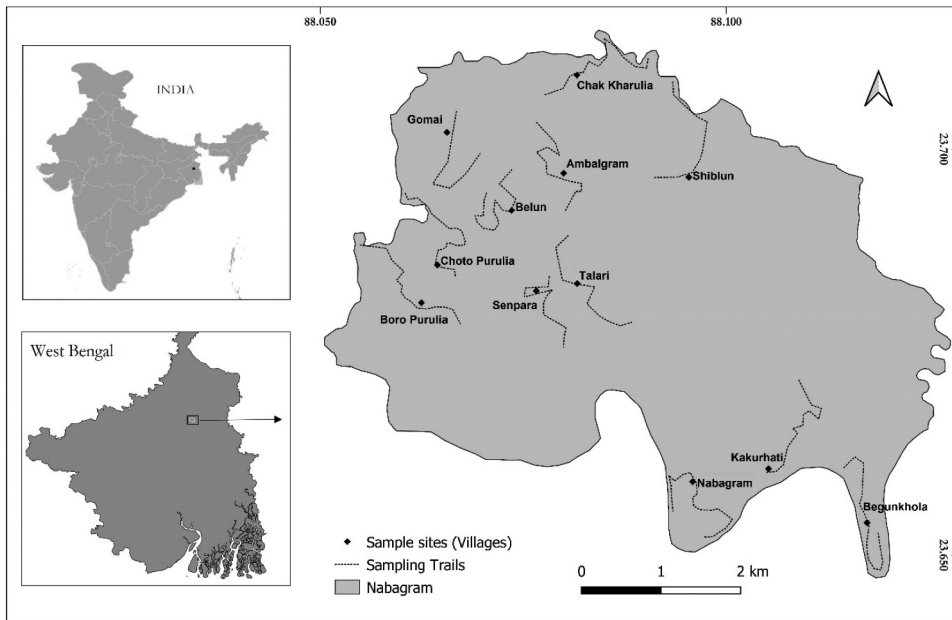 88.050
88.100
INDIA
Chak Kharulia
Gomai
23.700
Ambalgram
Shiblun
Belun
Choto Purulia
Talari
Senpara
Boro Purulia
West Bengal
Kakurhati
Nabagram
Begunkhola
23.650
Sample sites (Villages)
Sampling Trails
Nabagram
0 1 2 km